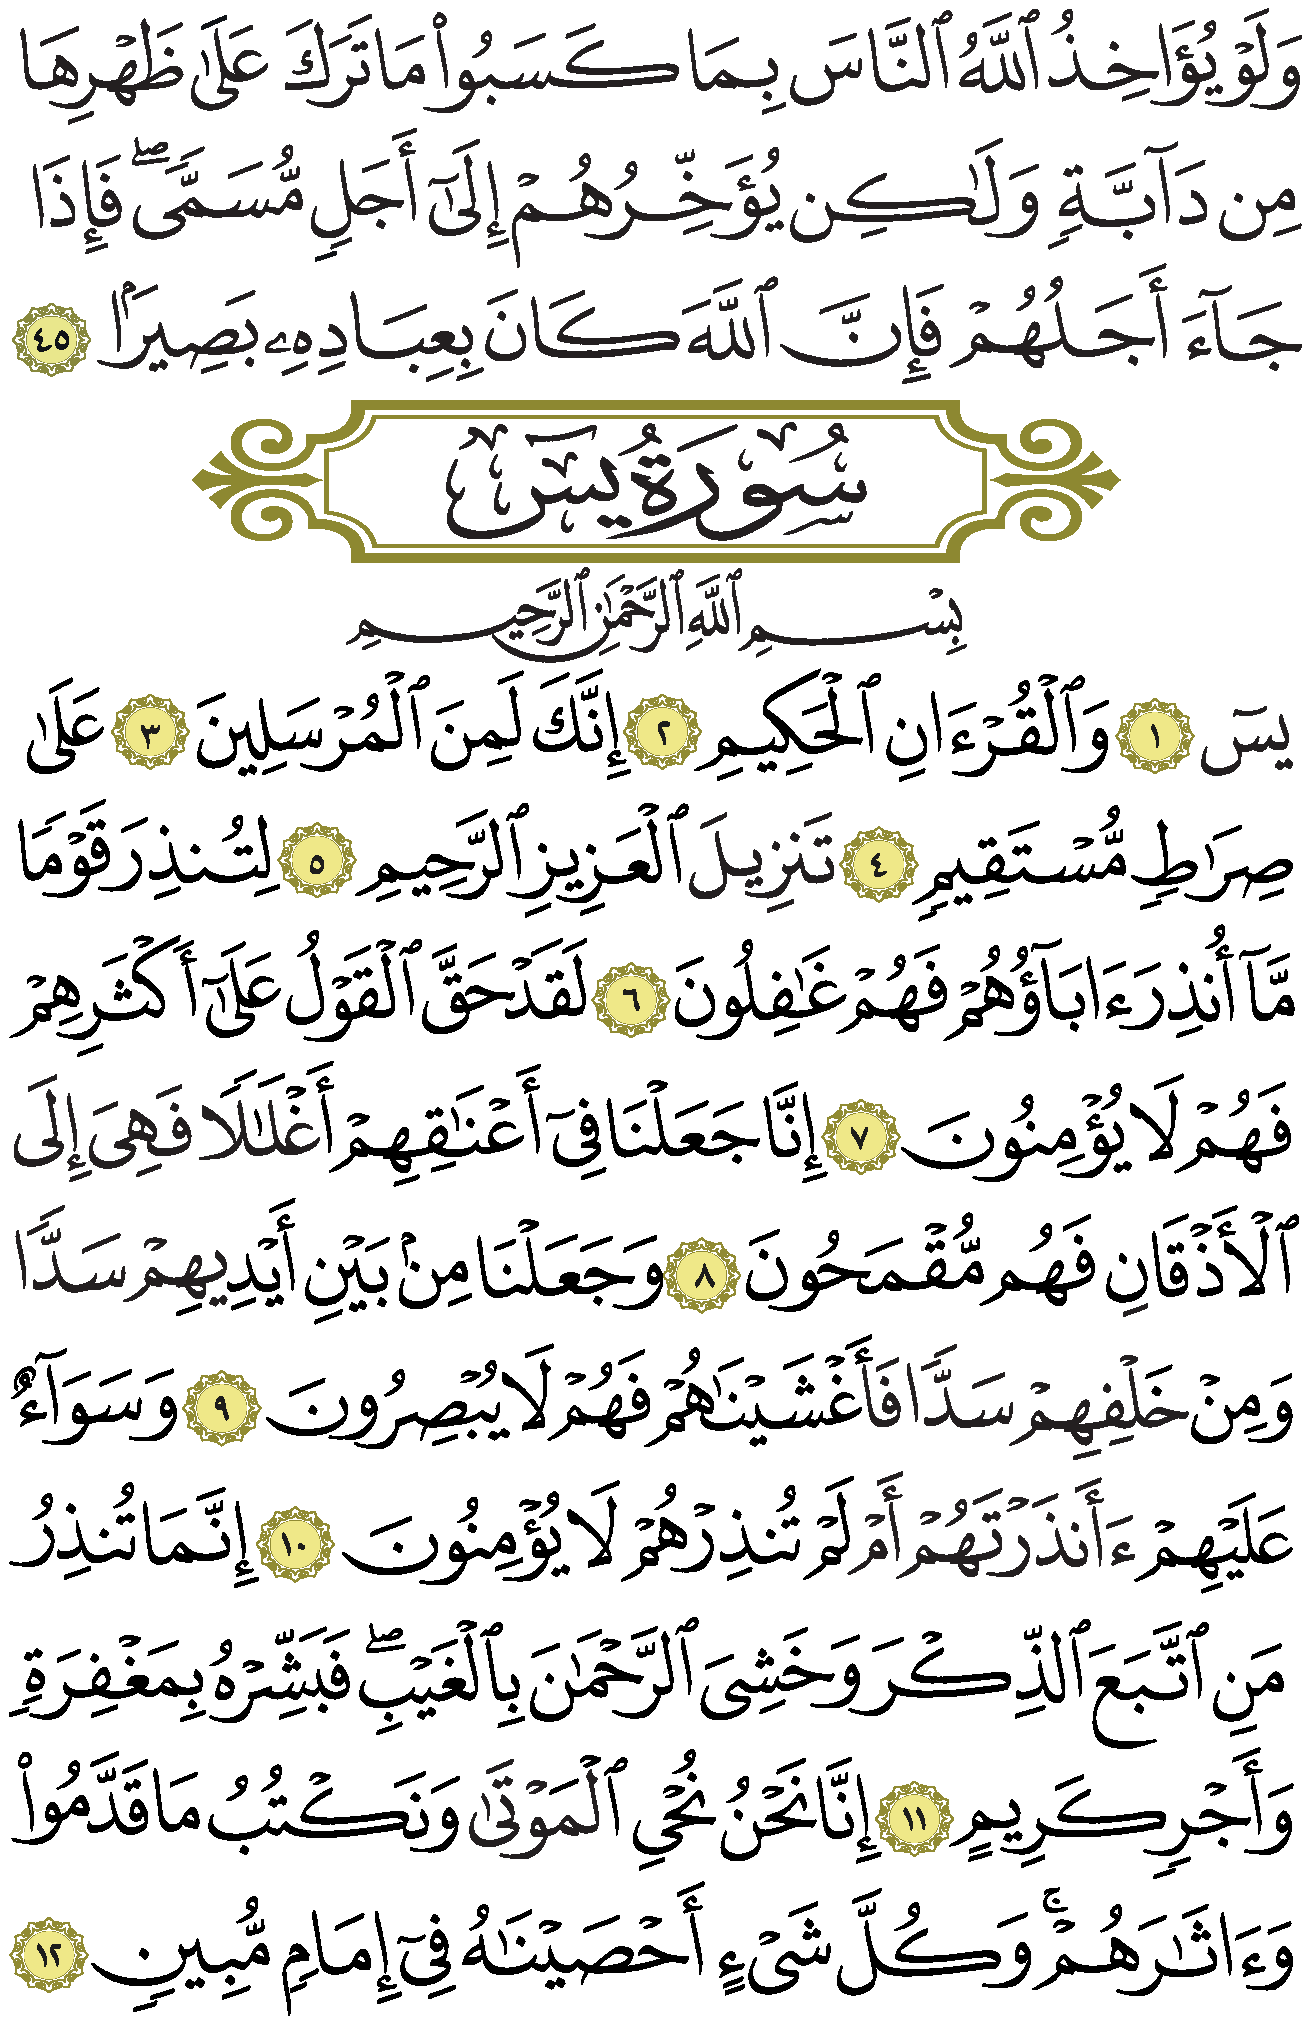 وَلَوْ يُؤَاخِذُ ٱللَّهُ ٱلنَّاسَ بِمَا كَسَبُوا۟ مَا تَرَكَ عَلَىٰ ظَهْرِهَا
مِن دَآبَّةٍ وَلَـٰكِن يُؤَخِّرُهُمْ إِلَىٰٓ أَجَلٍ مُّسَمًّى ۖ فَإِذَا
جَآءَ أَجَلُهُمْ فَإِنَّ ٱللَّهَ كَانَ بِعِبَادِهِۦ بَصِيرًۢا ٤٥
سُورَةُ يسٓ
بِسْمِ ٱللَّهِ ٱلرَّحْمَـٰنِ ٱلرَّحِيمِ
يسٓ ١ وَٱلْقُرْءَانِ ٱلْحَكِيمِ ٢ إِنَّكَ لَمِنَ ٱلْمُرْسَلِينَ ٣ عَلَىٰ
صِرَٰطٍ مُّسْتَقِيمٍ ٤ تَنزِيلَ ٱلْعَزِيزِ ٱلرَّحِيمِ ٥ لِتُنذِرَ قَوْمًا
مَّآ أُنذِرَ ءَابَآؤُهُمْ فَهُمْ غَـٰفِلُونَ ٦ لَقَدْ حَقَّ ٱلْقَوْلُ عَلَىٰٓ أَكْثَرِهِمْ
فَهُمْ لَا يُؤْمِنُونَ ٧ إِنَّا جَعَلْنَا فِىٓ أَعْنَـٰقِهِمْ أَغْلَـٰلًا فَهِىَ إِلَى
ٱلْأَذْقَانِ فَهُم مُّقْمَحُونَ ٨ وَجَعَلْنَا مِنۢ بَيْنِ أَيْدِيهِمْ سَدًّا
وَمِنْ خَلْفِهِمْ سَدًّا فَأَغْشَيْنَـٰهُمْ فَهُمْ لَا يُبْصِرُونَ ٩ وَسَوَآءٌ
عَلَيْهِمْ ءَأَنذَرْتَهُمْ أَمْ لَمْ تُنذِرْهُمْ لَا يُؤْمِنُونَ ١٠ إِنَّمَا تُنذِرُ
مَنِ ٱتَّبَعَ ٱلذِّكْرَ وَخَشِىَ ٱلرَّحْمَـٰنَ بِٱلْغَيْبِ ۖ فَبَشِّرْهُ بِمَغْفِرَةٍ
وَأَجْرٍ كَرِيمٍ ١١ إِنَّا نَحْنُ نُحْىِ ٱلْمَوْتَىٰ وَنَكْتُبُ مَا قَدَّمُوا۟
وَءَاثَـٰرَهُمْ ۚ وَكُلَّ شَىْءٍ أَحْصَيْنَـٰهُ فِىٓ إِمَامٍ مُّبِينٍ ١٢